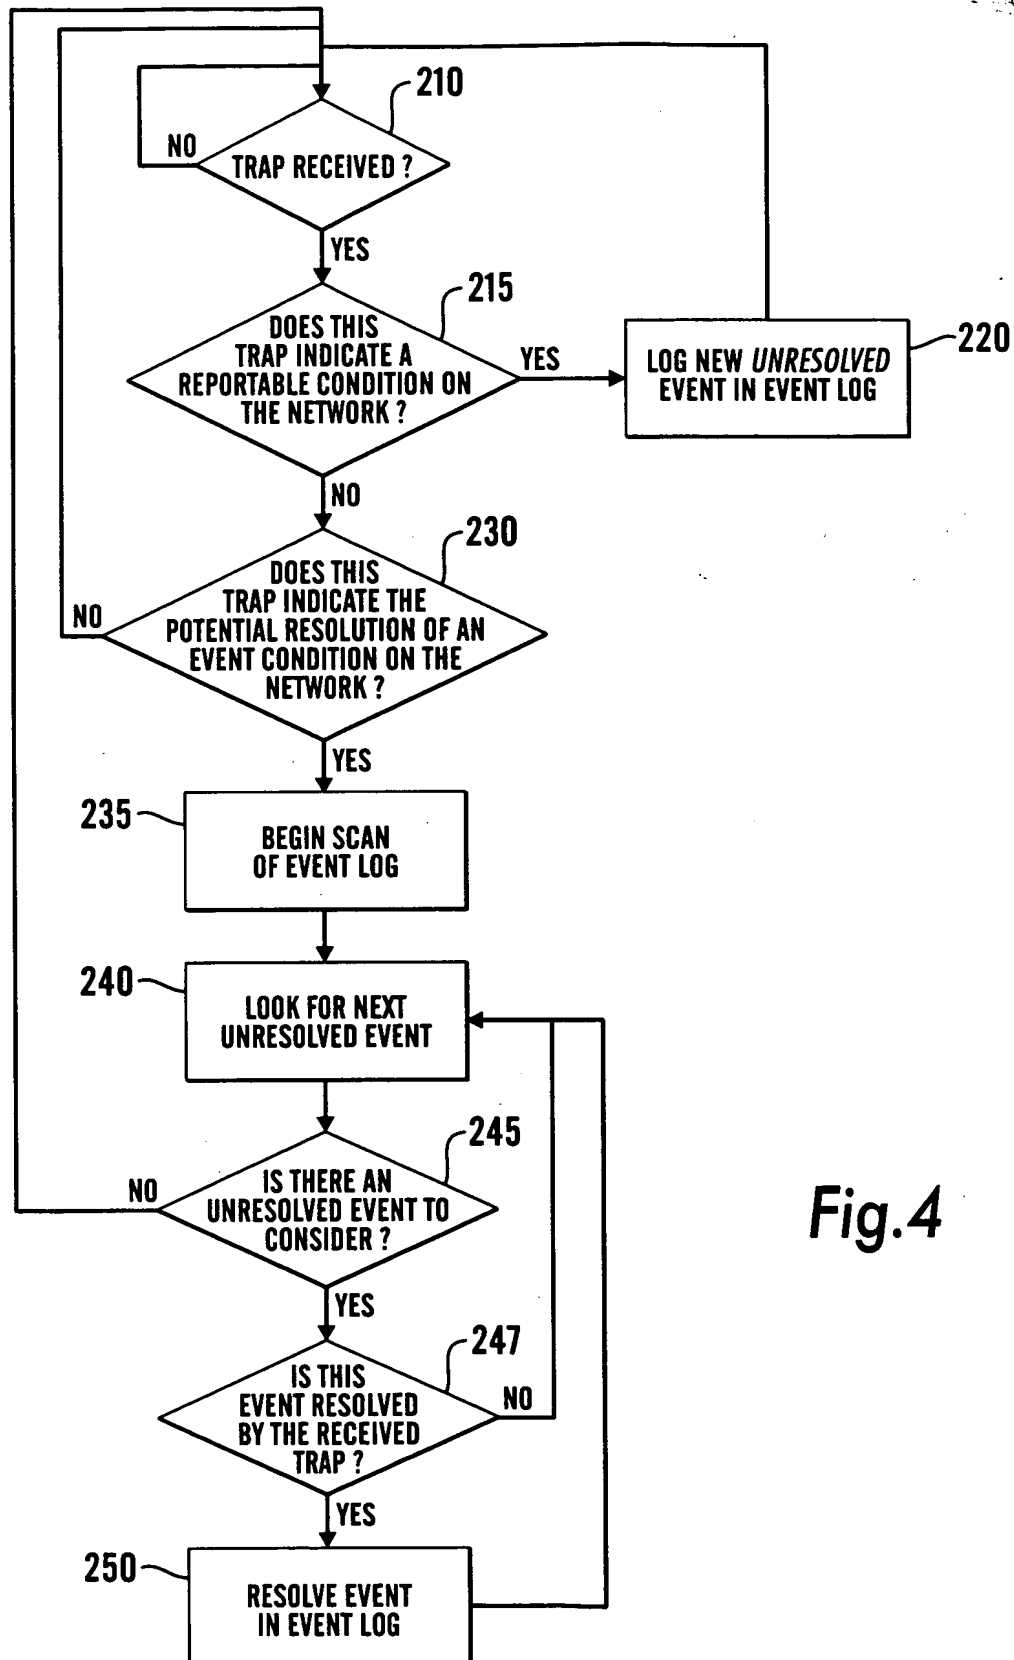 210
NO
TRAP RECEIVED ?
YES
215
DOES THIS
TRAP INDICATE A
REPORTABLE CONDITION ON
THE NETWORK ?
YES
220
LOG NEW UNRESOLVED
EVENT IN EVENT LOG
NO
230
DOES THIS
TRAP INDICATE THE
POTENTIAL RESOLUTION OF AN
EVENT CONDITION ON THE
NETWORK ?
NO
YES
235
BEGIN SCAN
OF EVENT LOG
240
LOOK FOR NEXT
UNRESOLVED EVENT
245
NO
IS THERE AN
UNRESOLVED EVENT TO
CONSIDER ?
Fig.4
YES
247
IS THIS
EVENT RESOLVED
BY THE RECEIVED
TRAP ?
NO
YES
250
RESOLVE EVENT
IN EVENT LOG